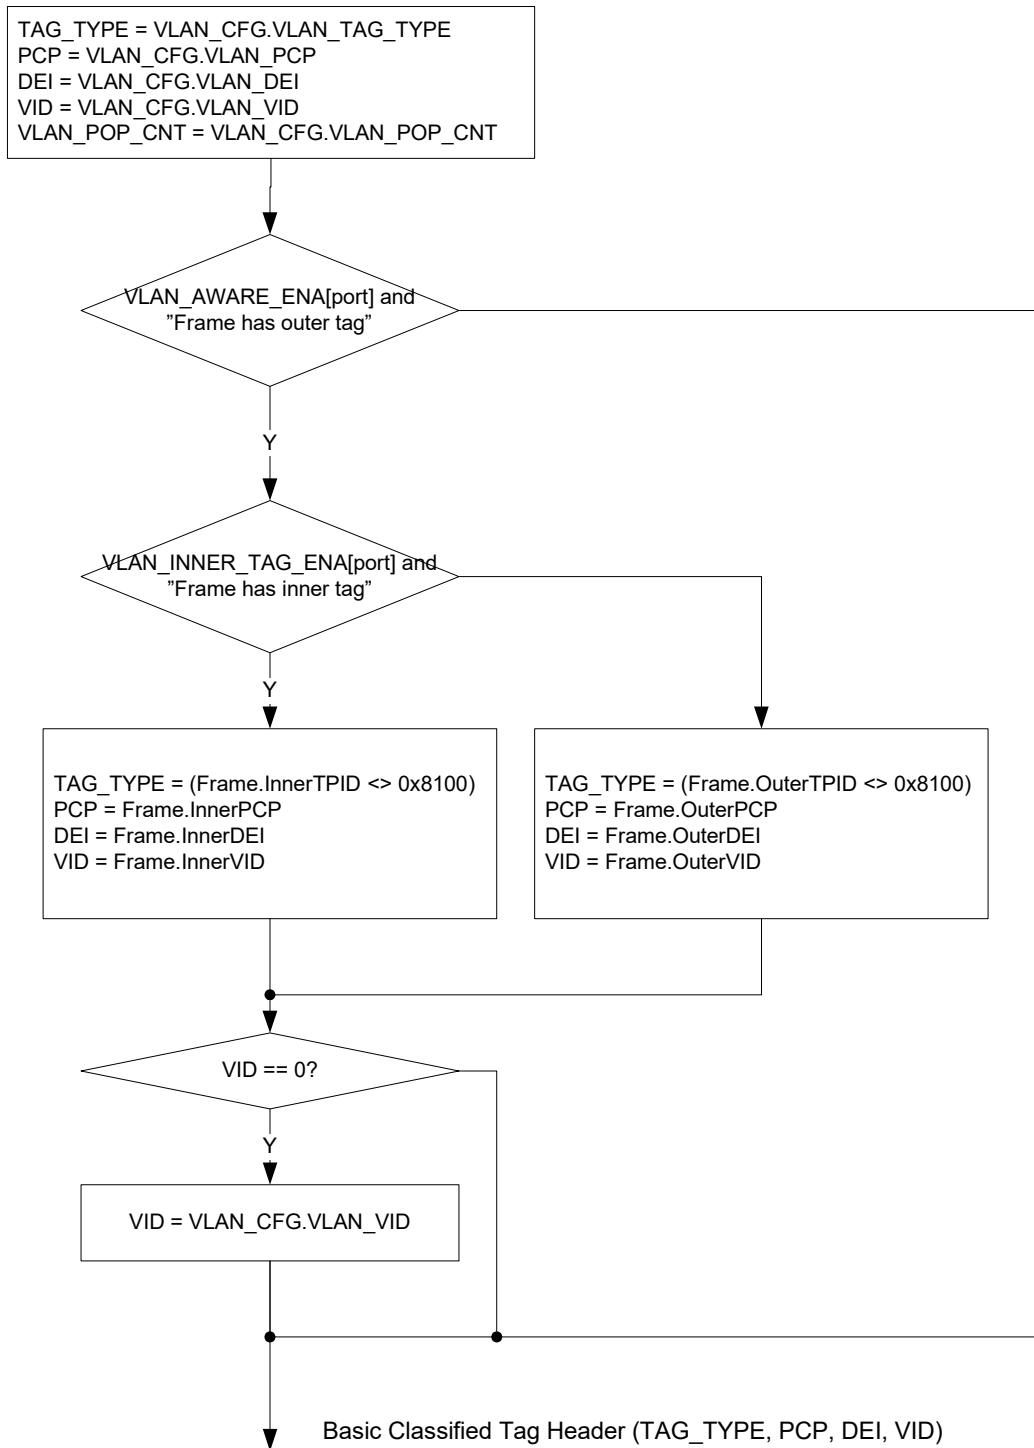 TAG_TYPE = VLAN_CFG.VLAN_TAG_TYPE
PCP = VLAN_CFG.VLAN_PCP
DEI = VLAN_CFG.VLAN_DEI
VID = VLAN_CFG.VLAN_VID
VLAN_POP_CNT = VLAN_CFG.VLAN_POP_CNT
VLAN_AWARE_ENA[port] and
”Frame has outer tag”
Y
VLAN_INNER_TAG_ENA[port] and
”Frame has inner tag”
Y
TAG_TYPE = (Frame.InnerTPID <> 0x8100)
PCP = Frame.InnerPCP
DEI = Frame.InnerDEI
VID = Frame.InnerVID
TAG_TYPE = (Frame.OuterTPID <> 0x8100)
PCP = Frame.OuterPCP
DEI = Frame.OuterDEI
VID = Frame.OuterVID
VID == 0?
Y
VID = VLAN_CFG.VLAN_VID
Basic Classified Tag Header (TAG_TYPE, PCP, DEI, VID)